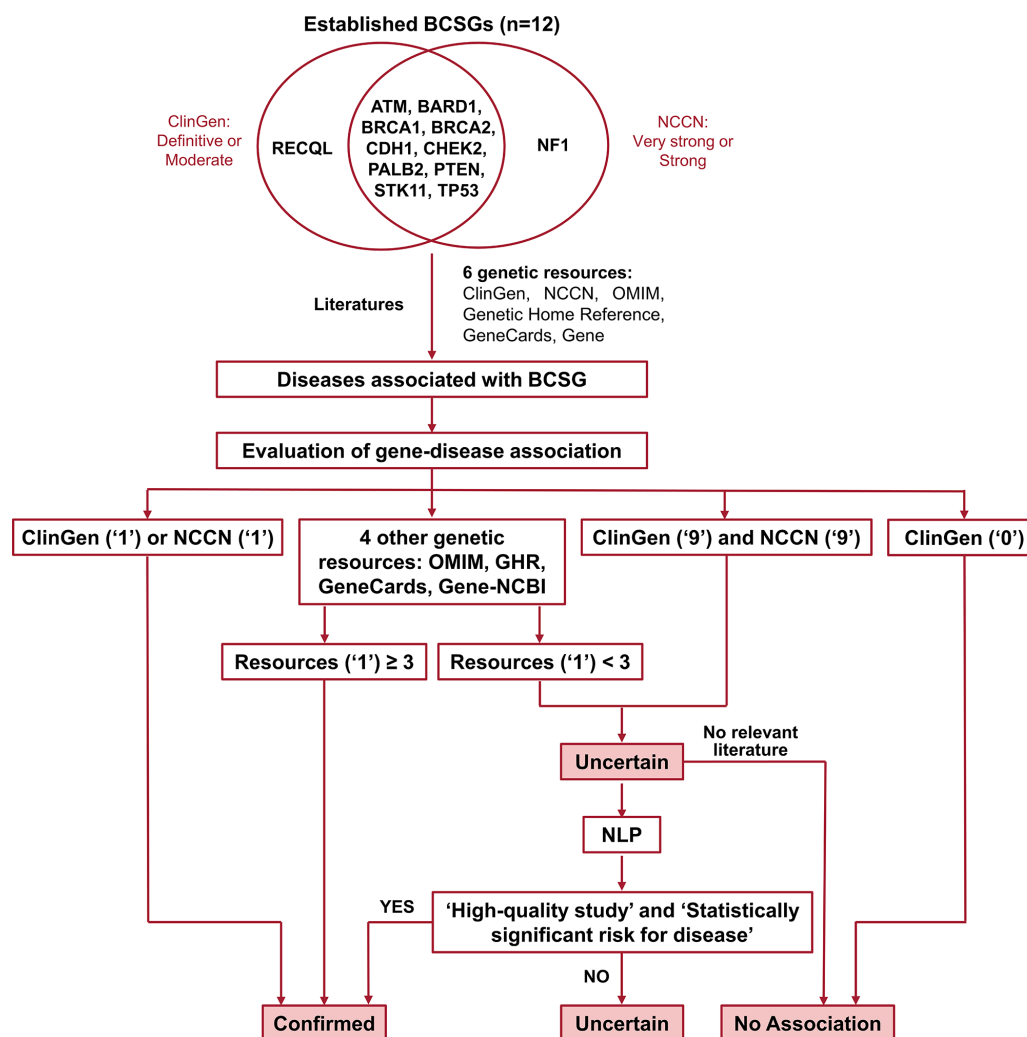 Established BCSGs (n=12)
ClinGen:
Definitive or
Moderate
RECQL
ATM, BARD1,
BRCA1, BRCA2,
CDH1, CHEK2,
PALB2, PTEN,
STK11, TP53
NF1
NCCN:
Very strong or
Strong
Literatures
6 genetic resources:
ClinGen, NCCN, OMIM,
Genetic Home Reference,
GeneCards, Gene
Diseases associated with BCSG
Evaluation of gene-disease association
ClinGen (‘1’) or NCCN (‘1’)
4 other genetic
resources: OMIM, GHR,
GeneCards, Gene-NCBI
ClinGen (‘9’) and NCCN (‘9’)
ClinGen (‘0’)
Resources (‘1’) ≥ 3
Resources (‘1’) < 3
No relevant
literature
Uncertain
NLP
YES
‘High-quality study’ and ‘Statistically
significant risk for disease’
NO
Confirmed
Uncertain
No Association